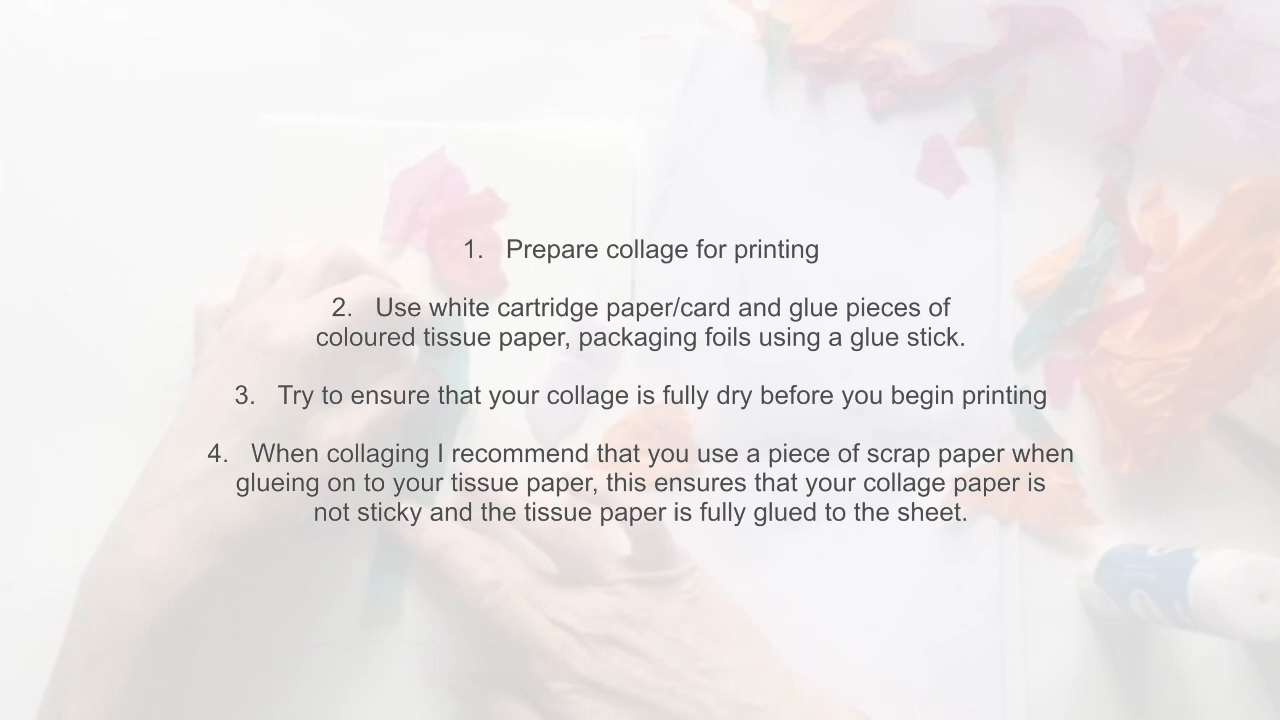 1. Prepare collage for printing
2. Use white cartridge paper/card and glue pieces of
coloured tissue paper, packaging foils using a glue stick.
3. Try to ensure that your collage is fully dry before you begin printing
4. When collaging I recommend that you use a piece of scrap paper when
glueing on to your tissue paper, this ensures that your collage paper is
not sticky and the tissue paper is fully glued to the sheet.